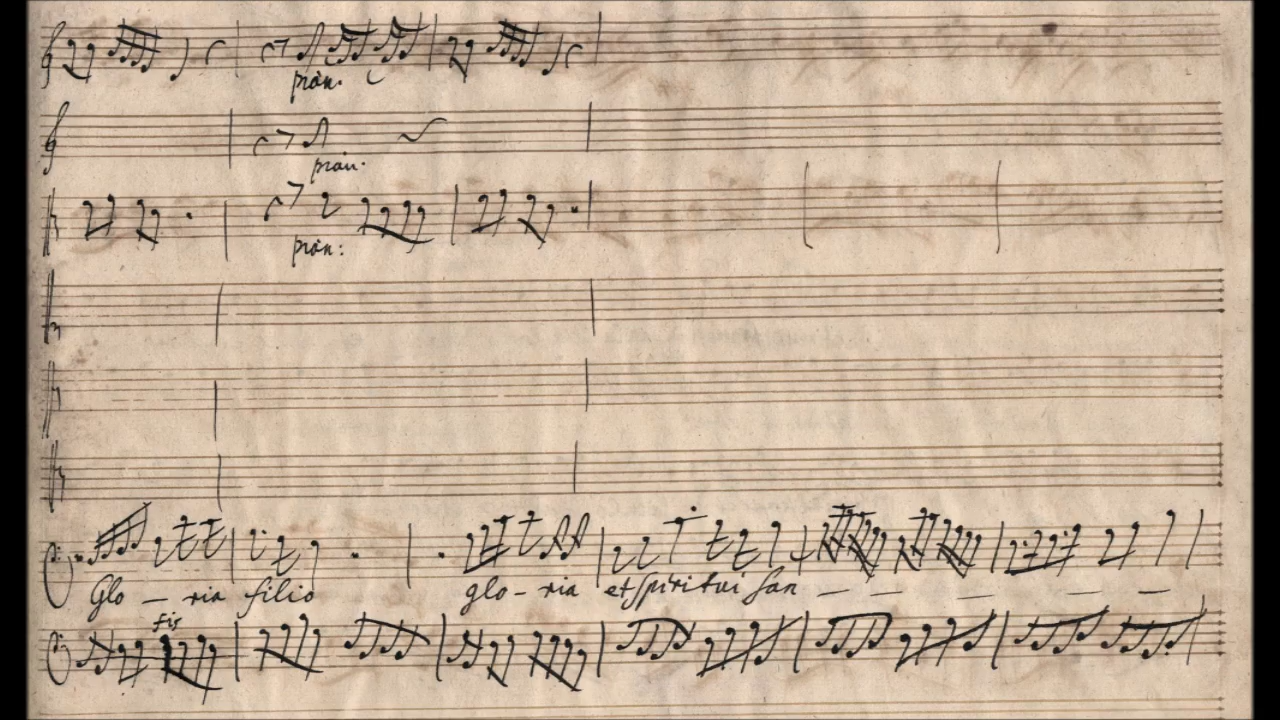 pian.
pian.
pian:
Glo — ria filio glo – ria et spiritui san — — — — —
fis